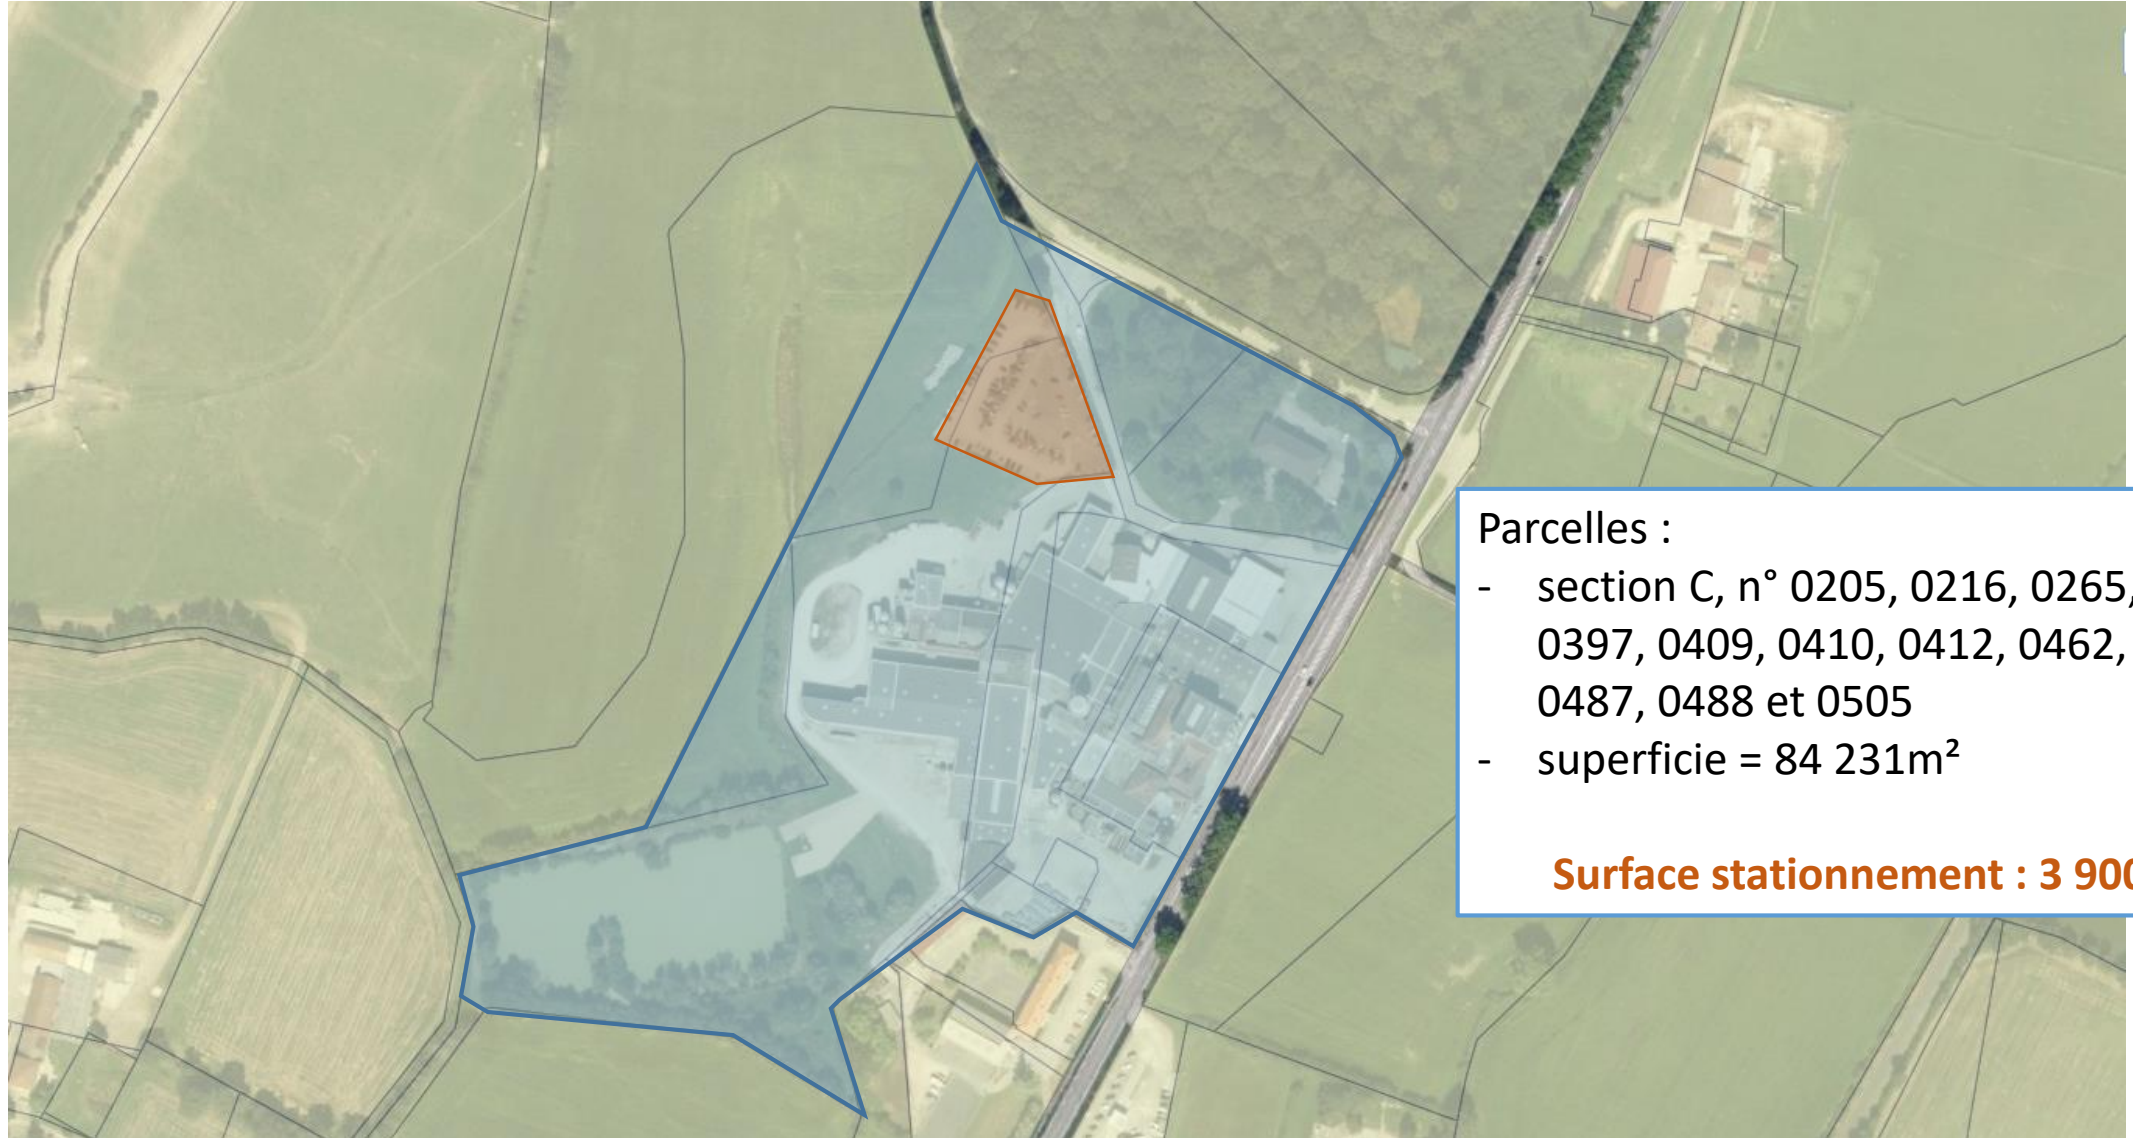 Parcelles :
- section C, n° 0205, 0216, 0265,
0397, 0409, 0410, 0412, 0462,
0487, 0488 et 0505
- superficie = 84 231m²
Surface stationnement : 3 900